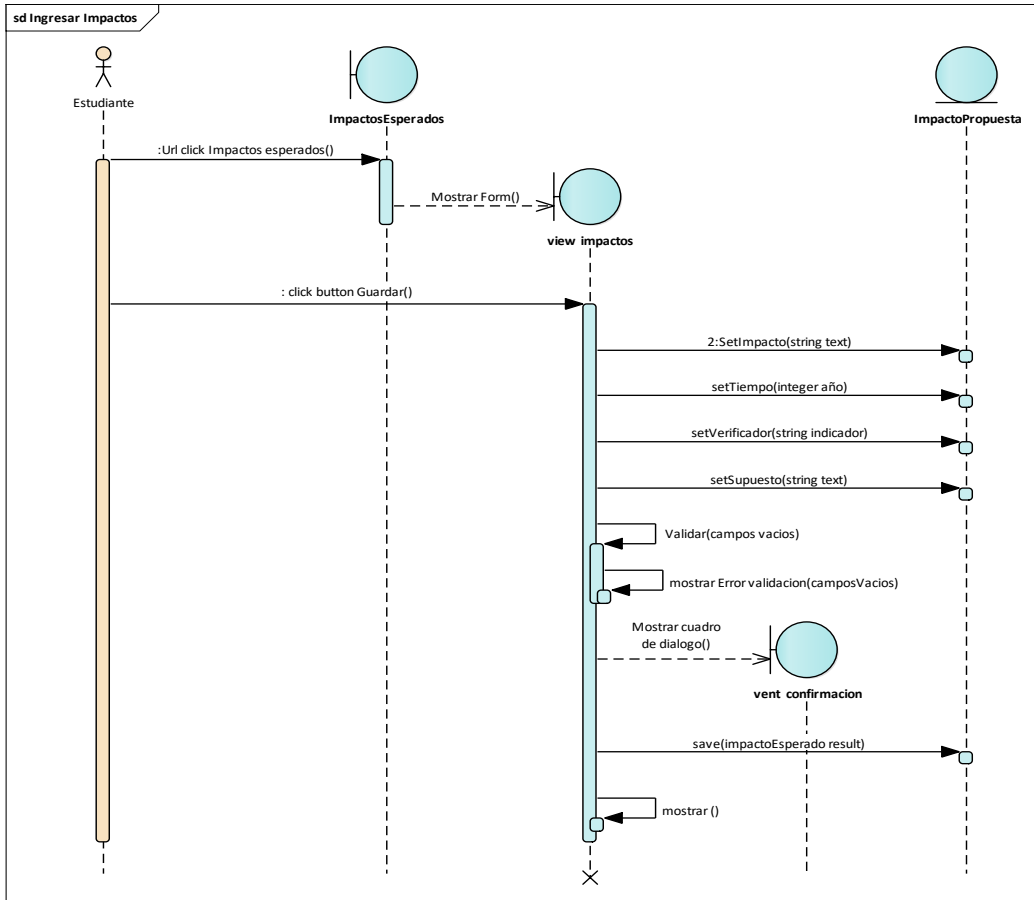 sd Ingresar Impactos
Estudiante
ImpactosEsperados
ImpactoPropuesta
:Url click Impactos esperados()
Mostrar Form()
view impactos
: click button Guardar()
2:SetImpacto(string text)
setTiempo(integer año)
setVerificador(string indicador)
setSupuesto(string text)
Validar(campos vacios)
mostrar Error validacion(camposVacios)
Mostrar cuadro
de dialogo()
vent confirmacion
save(impactoEsperado result)
mostrar ()